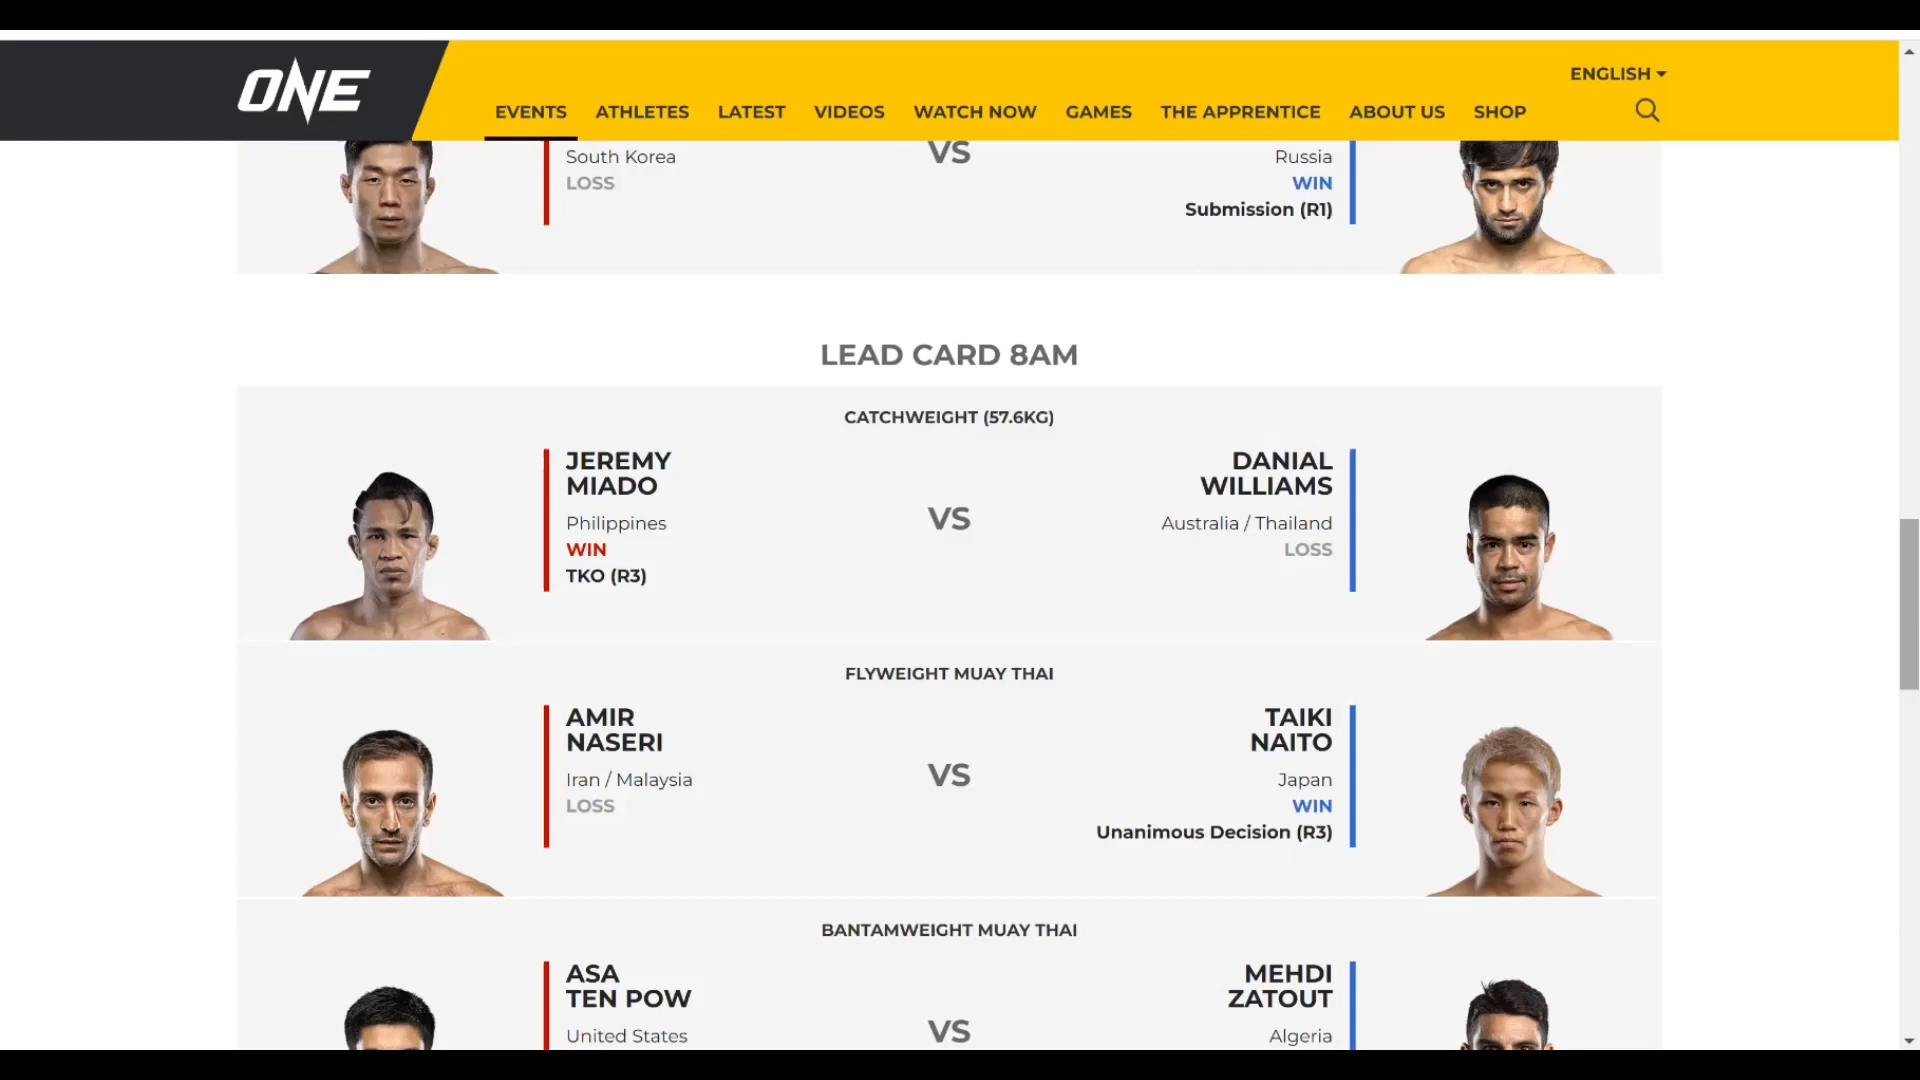 ONE
ENGLISH
EVENTS ATHLETES LATEST VIDEOS WATCH NOW GAMES THE APPRENTICE ABOUT US SHOP
South Korea
LOSS
VS
Russia
WIN
Submission (R1)
LEAD CARD 8AM
CATCHWEIGHT (57.6KG)
JEREMY
MIADO
Philippines
WIN
TKO (R3)
VS
DANIAL
WILLIAMS
Australia / Thailand
LOSS
FLYWEIGHT MUAY THAI
AMIR
NASERI
Iran / Malaysia
LOSS
VS
TAIKI
NAITO
Japan
WIN
Unanimous Decision (R3)
BANTAMWEIGHT MUAY THAI
ASA
TEN POW
United States
VS
MEHDI
ZATOUT
Algeria